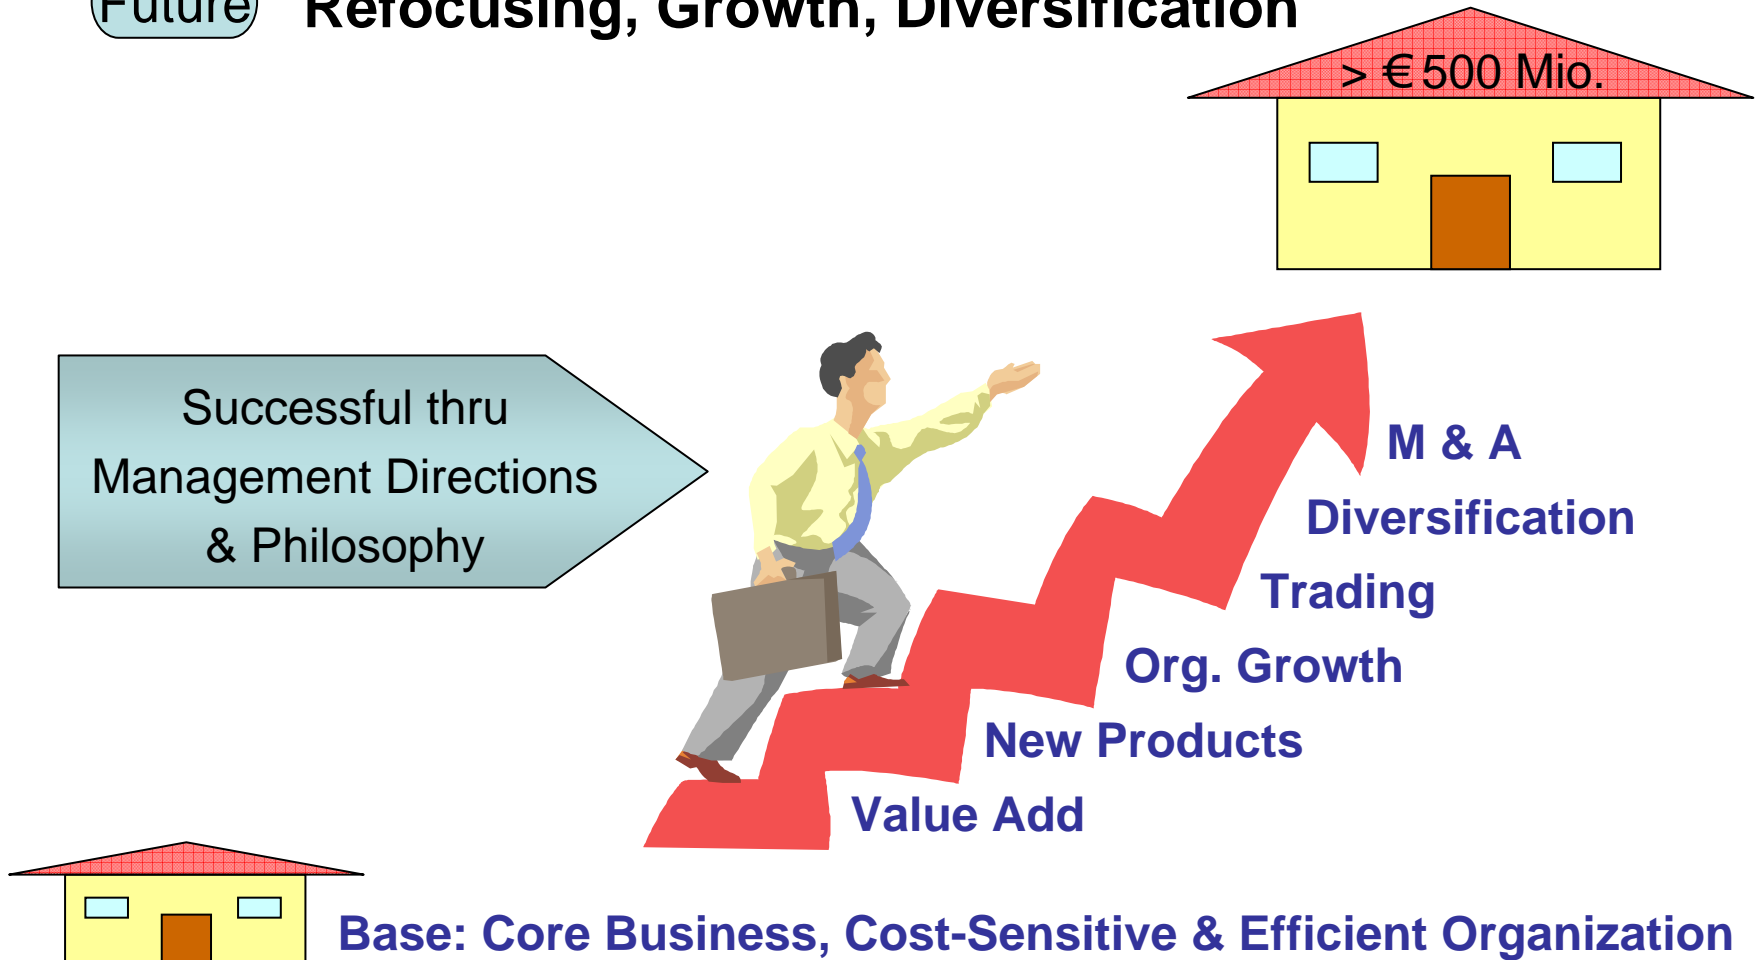 Future
Refocusing, Growth, Diversification
> € 500 Mio.
Successful thru
Management Directions
& Philosophy
M & A
Diversification
Trading
Org. Growth
New Products
Value Add
Base: Core Business, Cost-Sensitive & Efficient Organization